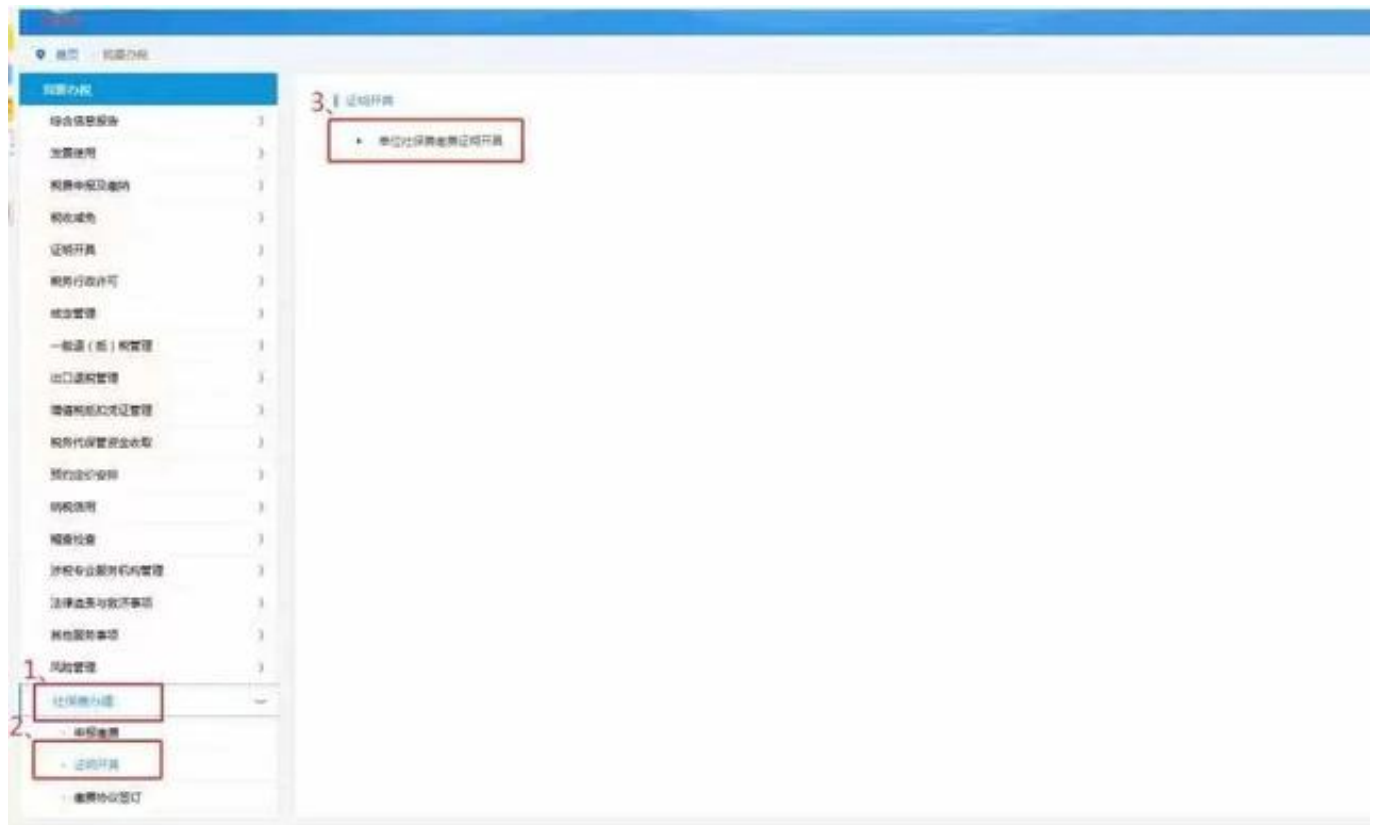 首页 我要办税
我要办税
综合信息报告
发票使用
税费申报及缴纳
税收减免
证明开具
税务行政许可
核定管理
一般退（抵）税管理
出口退税管理
增值税抵扣凭证管理
税务代保管资金收取
预约定价安排
纳税信用
稽查检查
涉税专业服务机构管理
法律追责与救济事项
其他服务事项
风险管理
1、
社保费办理
2、
申报缴费
证明开具
缴费协议签订
3、
证明开具
单位社保费缴费证明开具